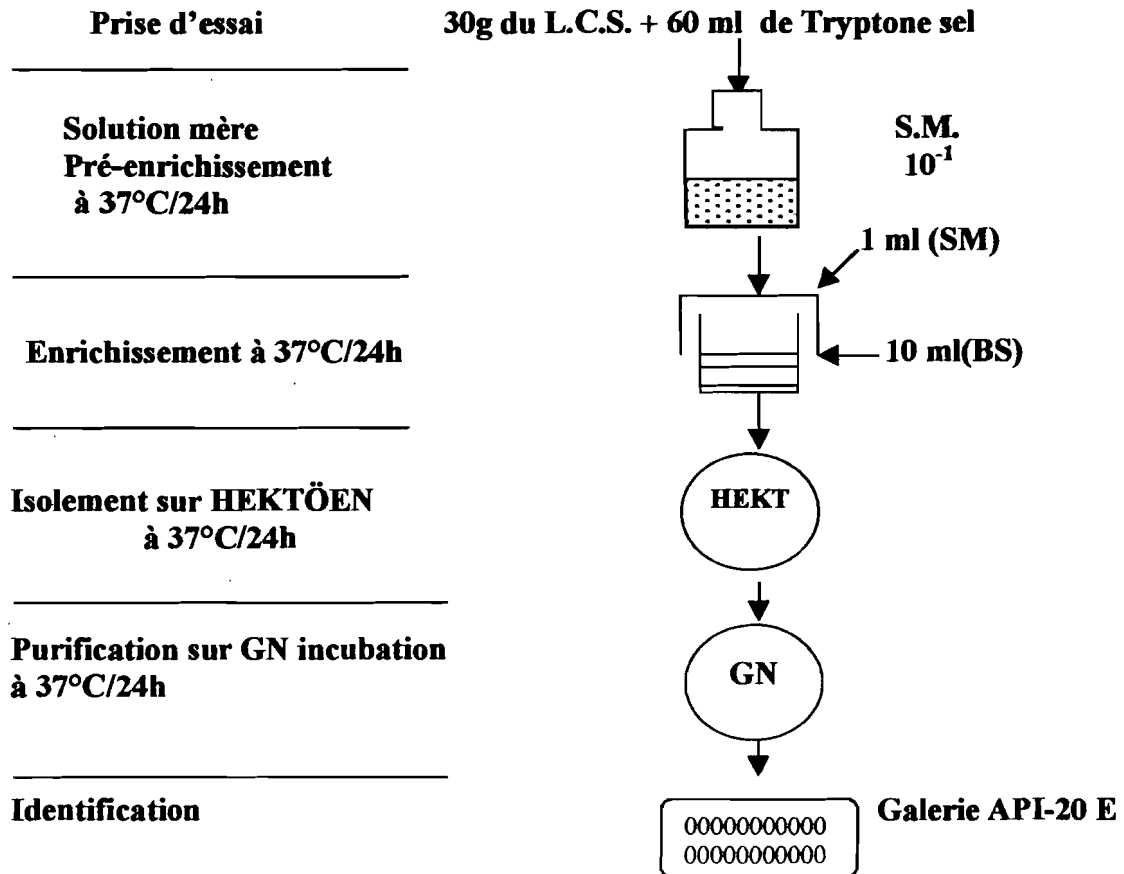 Prise d'essai
30g du L.C.S. + 60 ml de Tryptone sel
Solution mère
Pré-enrichissement
à 37°C/24h
S.M.
10⁻¹
1 ml (SM)
Enrichissement à 37°C/24h
10 ml(BS)
Isolement sur HEKTÖEN
à 37°C/24h
HEKT
Purification sur GN incubation
à 37°C/24h
GN
Identification
Galerie API-20 E
00000000000
00000000000